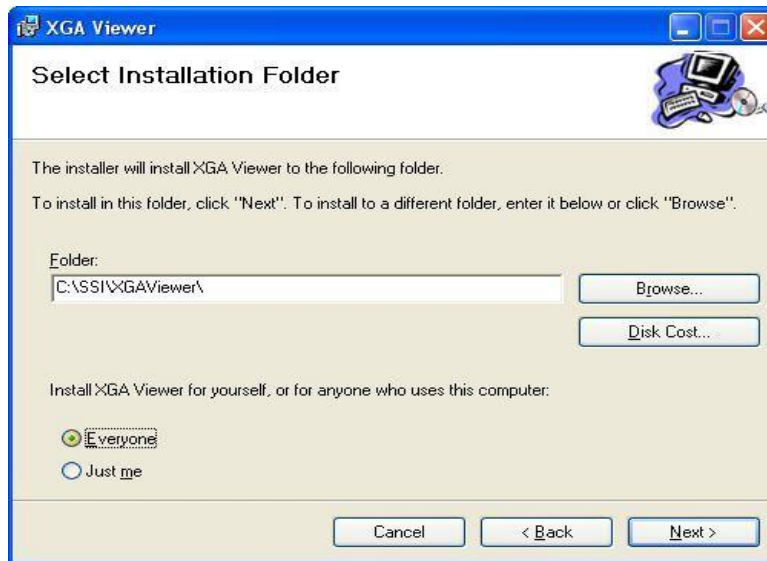 XGA Viewer
Select Installation Folder
The installer will install XGA Viewer to the following folder.
To install in this folder, click "Next". To install to a different folder, enter it below or click "Browse".
Folder:
C:\SSI\XGAViewer\
Browse...
Disk Cost...
Install XGA Viewer for yourself, or for anyone who uses this computer:
Everyone
Just me
Cancel
< Back
Next >